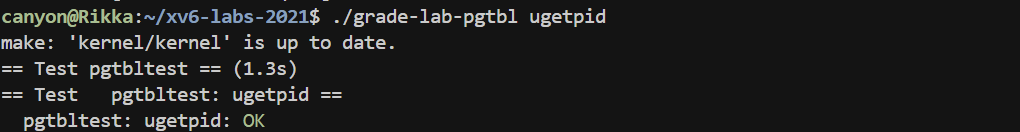 canyon@Rikka:~/xv6-labs-2021$ ./grade-lab-pgtbl ugetpid
make: 'kernel/kernel' is up to date.
== Test pgtbltest == (1.3s)
== Test   pgtbltest: ugetpid ==
  pgtbltest: ugetpid: OK